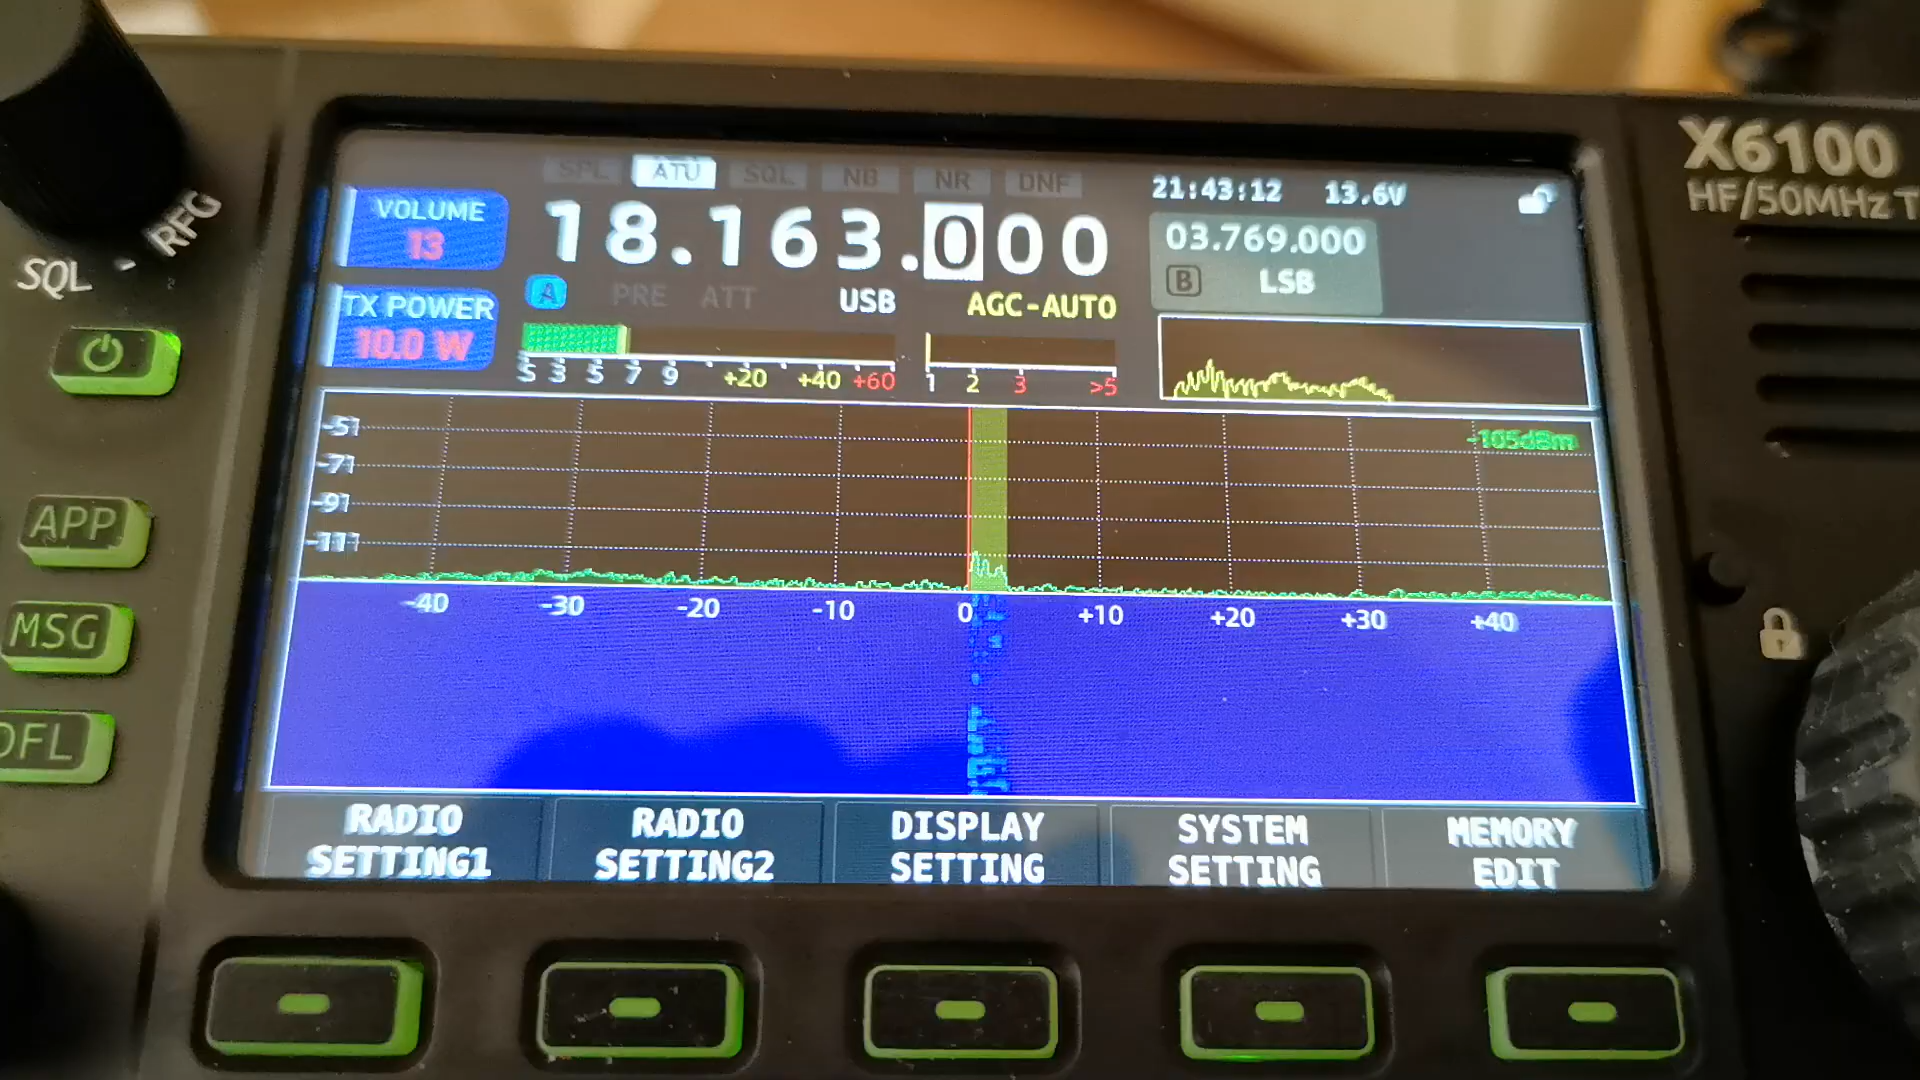 X6100
HF/50MHz T
SPL ATU SQL NB NR DNF
21:43:12 13.6V
VOLUME
13
18.163.000
03.769.000
B LSB
RFG
SQL
TX POWER
10.0 W
A PRE ATT USB AGC-AUTO
S 3 5 7 9 +20 +40 +60
1 2 3 >5
-51
-71
-91
-111
-105dBm
-40 -30 -20 -10 0 +10 +20 +30 +40
APP
MSG
DFL
RADIO SETTING1
RADIO SETTING2
DISPLAY SETTING
SYSTEM SETTING
MEMORY EDIT